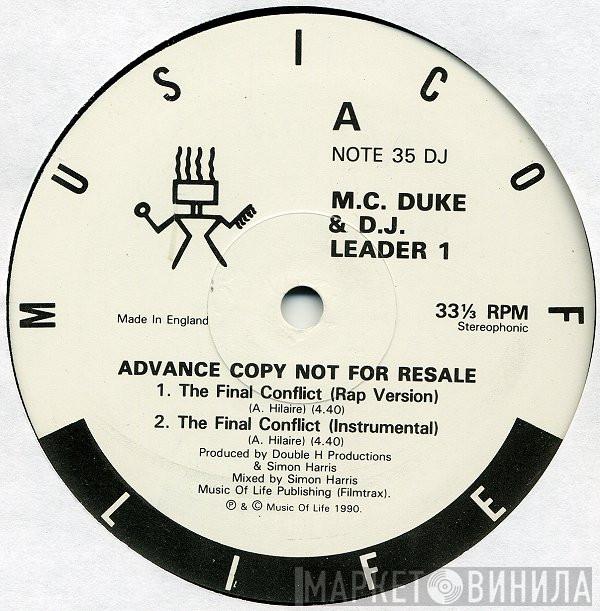 MUSIC OF LIFE
A
NOTE 35 DJ
M.C. DUKE
& D.J.
LEADER 1
Made In England
33⅓ RPM
Stereophonic
ADVANCE COPY NOT FOR RESALE
1. The Final Conflict (Rap Version)
(A. Hilaire) (4.40)
2. The Final Conflict (Instrumental)
(A. Hilaire) (4.40)
Produced by Double H Productions
& Simon Harris
Mixed by Simon Harris
Music Of Life Publishing (Filmtrax).
℗ & © Music Of Life 1990.
МАРКЕТ ВИНИЛА